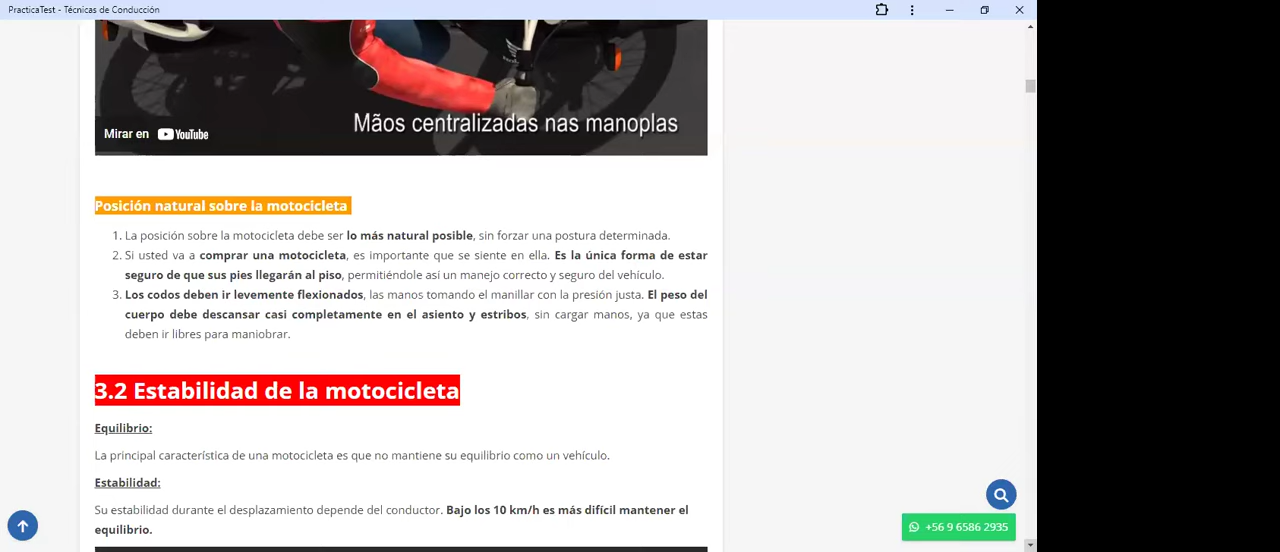 PracticaTest - Técnicas de Conducción
Mãos centralizadas nas manoplas
Mirar en YouTube
Posición natural sobre la motocicleta
1. La posición sobre la motocicleta debe ser lo más natural posible, sin forzar una postura determinada.
2. Si usted va a comprar una motocicleta, es importante que se siente en ella. Es la única forma de estar
seguro de que sus pies llegarán al piso, permitiéndole así un manejo correcto y seguro del vehículo.
3. Los codos deben ir levemente flexionados, las manos tomando el manillar con la presión justa. El peso del
cuerpo debe descansar casi completamente en el asiento y estribos, sin cargar manos, ya que estas
deben ir libres para maniobrar.
3.2 Estabilidad de la motocicleta
Equilibrio:
La principal característica de una motocicleta es que no mantiene su equilibrio como un vehículo.
Estabilidad:
Su estabilidad durante el desplazamiento depende del conductor. Bajo los 10 km/h es más difícil mantener el
equilibrio.
+56 9 6586 2935